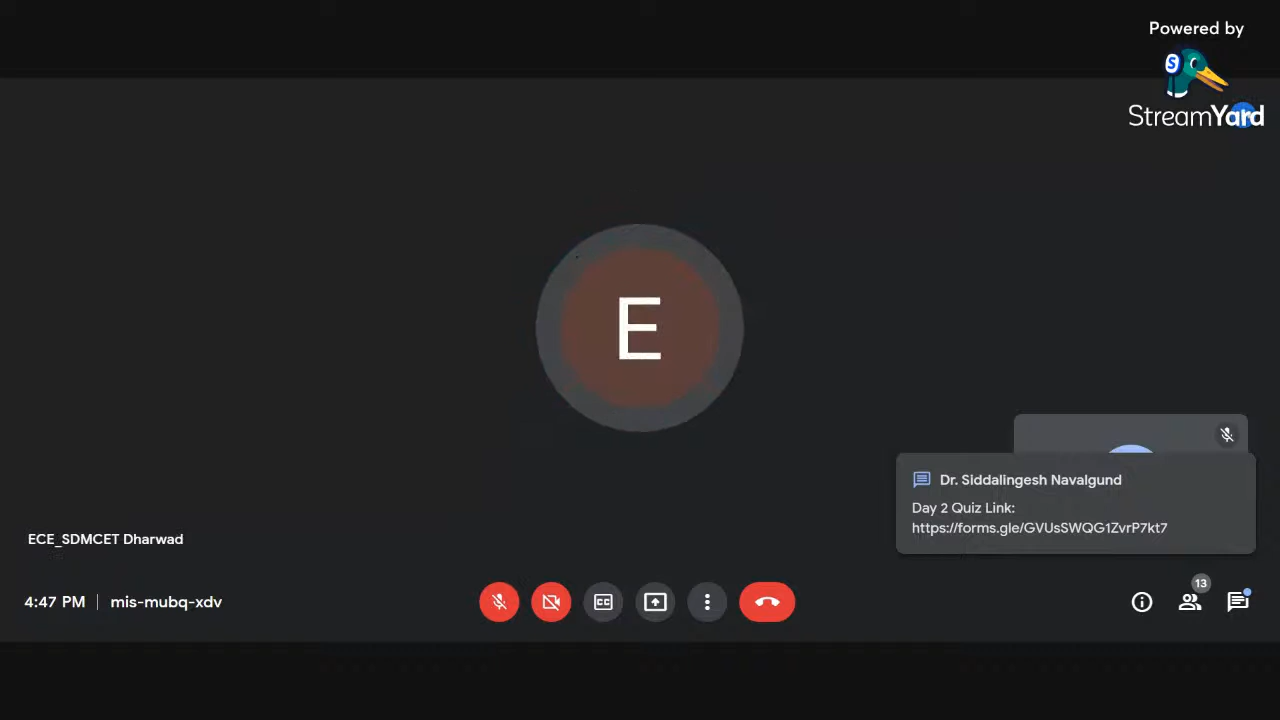 Powered by
S
StreamYard
E
Dr. Siddalingesh Navalgund
Day 2 Quiz Link:
https://forms.gle/GVUsSWQG1ZvrP7kt7
ECE_SDMCET Dharwad
4:47 PM | mis-mubq-xdv
CC
13